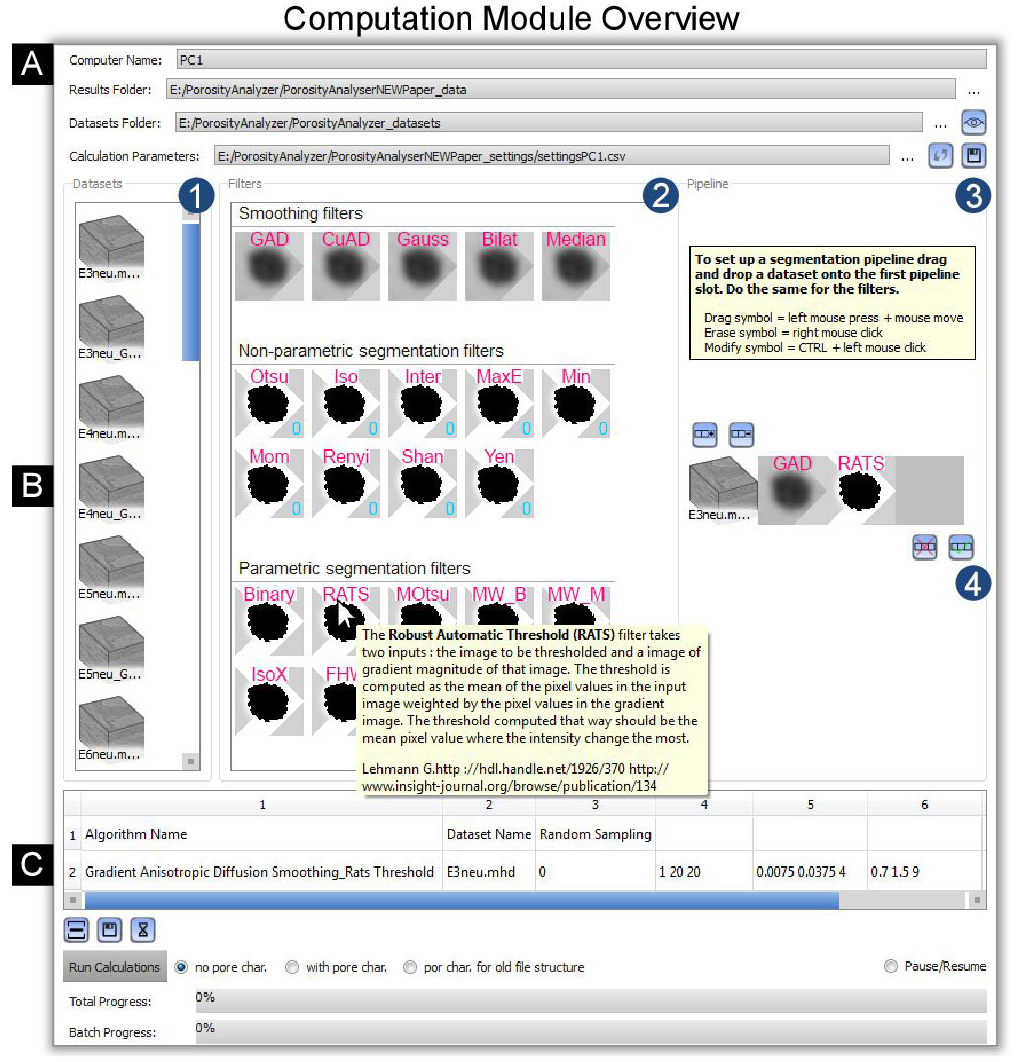 Computation Module Overview
A
Computer Name: PC1
Results Folder: E:/PorosityAnalyzer/PorosityAnalyserNEWPaper_data ...
Datasets Folder: E:/PorosityAnalyzer/PorosityAnalyzer_datasets ...
Calculation Parameters: E:/PorosityAnalyzer/PorosityAnalyserNEWPaper_settings/settingsPC1.csv ...
Datasets 1
Filters 2
Pipeline 3
E3neu.m...
E3neu_G...
E4neu.m...
E4neu_G...
E5neu.m...
E5neu_G...
E6neu.m...
Smoothing filters
GAD CuAD Gauss Bilat Median
Non-parametric segmentation filters
Otsu Iso Inter MaxE Min
0 0 0 0 0
Mom Renyi Shan Yen
0 0 0 0
Parametric segmentation filters
Binary RATS MOtsu MW_B MW_M
IsoX FHW
The Robust Automatic Threshold (RATS) filter takes
two inputs : the image to be thresholded and a image of
gradient magnitude of that image. The threshold is
computed as the mean of the pixel values in the input
image weighted by the pixel values in the gradient
image. The threshold computed that way should be the
mean pixel value where the intensity change the most.
Lehmann G.http ://hdl.handle.net/1926/370 http://
www.insight-journal.org/browse/publication/134
To set up a segmentation pipeline drag
and drop a dataset onto the first pipeline
slot. Do the same for the filters.
Drag symbol = left mouse press + mouse move
Erase symbol = right mouse click
Modify symbol = CTRL + left mouse click
B
GAD RATS
E3neu.m...
4
C
1 2 3 4 5 6
1 Algorithm Name Dataset Name Random Sampling
2 Gradient Anisotropic Diffusion Smoothing_Rats Threshold E3neu.mhd 0 1 20 20 0.0075 0.0375 4 0.7 1.5 9
Run Calculations no pore char. with pore char. por char. for old file structure Pause/Resume
Total Progress: 0%
Batch Progress: 0%